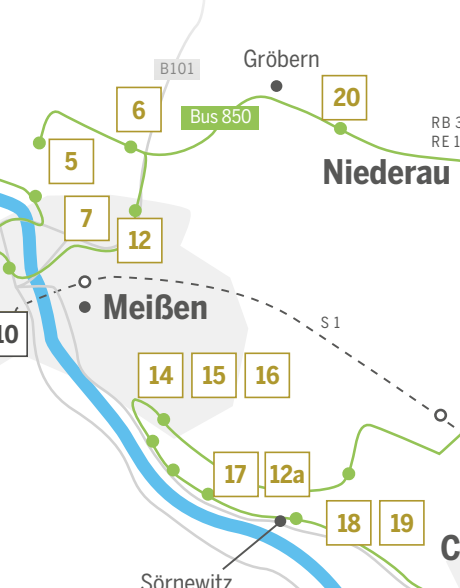 Gröbern
B101
6
20
Bus 850
RB 3
RE 1
5
Niederau
7
12
Meißen
10
S 1
14 15 16
17 12a
18 19
C
Sörnewitz